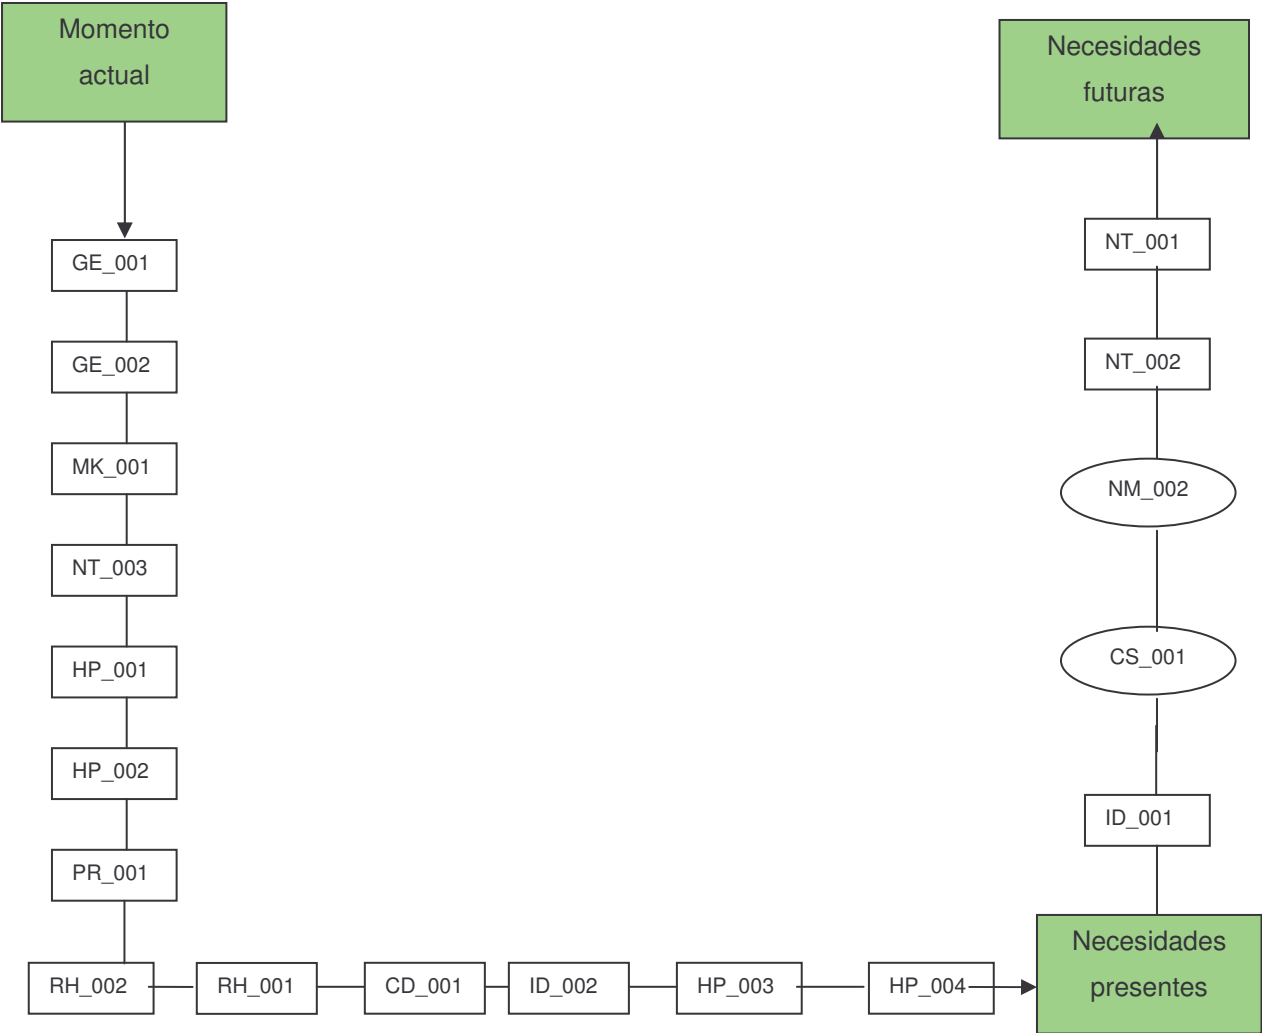 Momento
actual
Necesidades
futuras
GE_001
GE_002
MK_001
NT_003
HP_001
HP_002
PR_001
RH_002
RH_001
CD_001
ID_002
HP_003
HP_004
Necesidades
presentes
ID_001
CS_001
NM_002
NT_002
NT_001